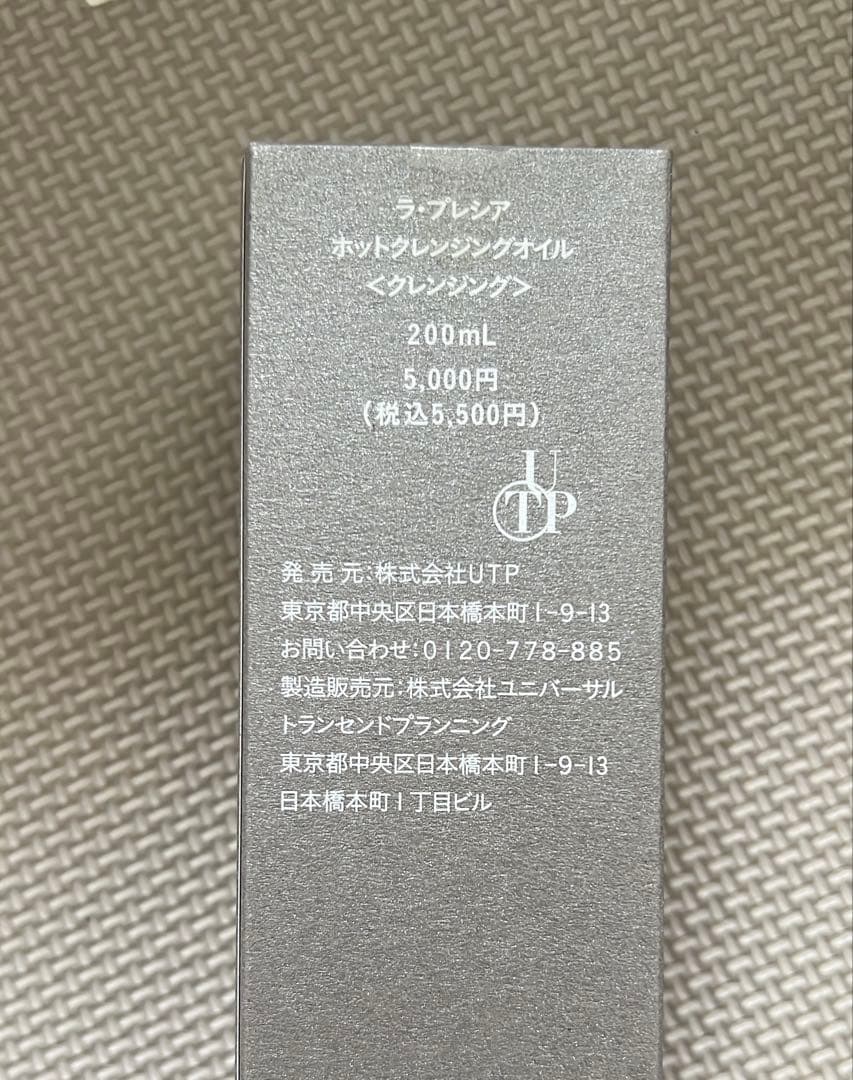 ラ・プレシア
ホットクレンジングオイル
<クレンジング>
200mL
5,000円
(税込5,500円)
UTP
発売元:株式会社UTP
東京都中央区日本橋本町1-9-13
お問い合わせ:0120-778-885
製造販売元:株式会社ユニバーサル
トランセンドプランニング
東京都中央区日本橋本町1-9-13
日本橋本町1丁目ビル